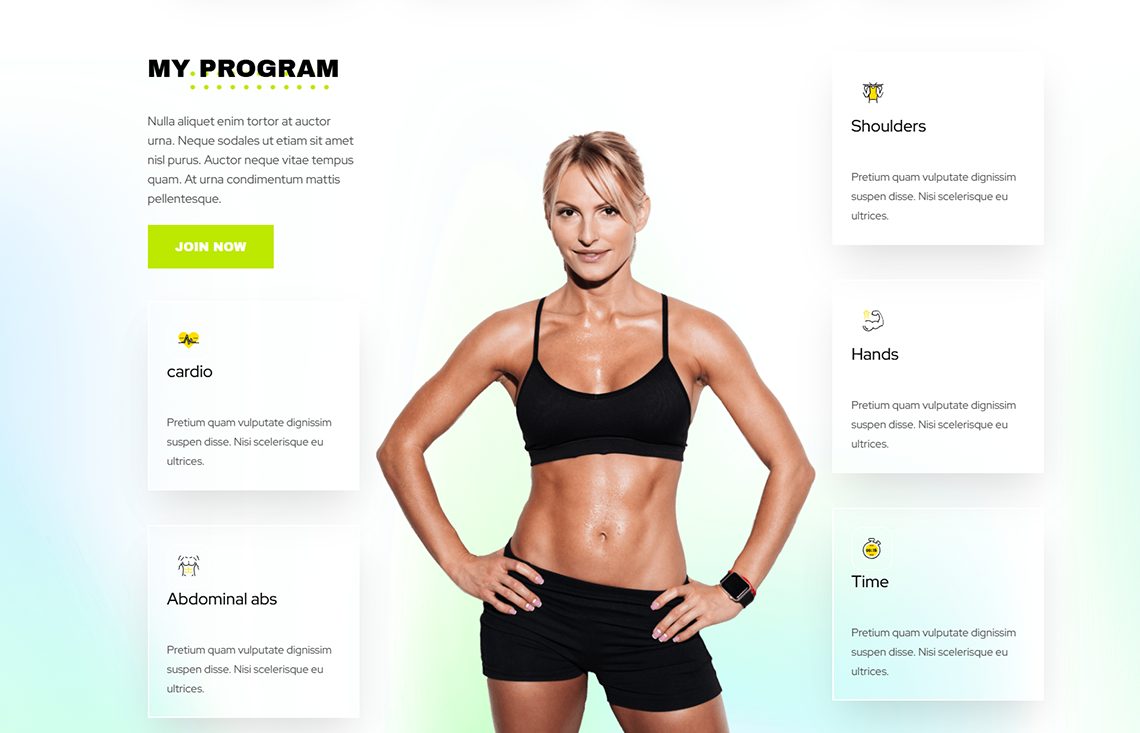 MY PROGRAM
Nulla aliquet enim tortor at auctor
urna. Neque sodales ut etiam sit amet
nisl purus. Auctor neque vitae tempus
quam. At urna condimentum mattis
pellentesque.
JOIN NOW
cardio
Pretium quam vulputate dignissim
suspen disse. Nisi scelerisque eu
ultrices.
Abdominal abs
Pretium quam vulputate dignissim
suspen disse. Nisi scelerisque eu
ultrices.
Shoulders
Pretium quam vulputate dignissim
suspen disse. Nisi scelerisque eu
ultrices.
Hands
Pretium quam vulputate dignissim
suspen disse. Nisi scelerisque eu
ultrices.
Time
Pretium quam vulputate dignissim
suspen disse. Nisi scelerisque eu
ultrices.